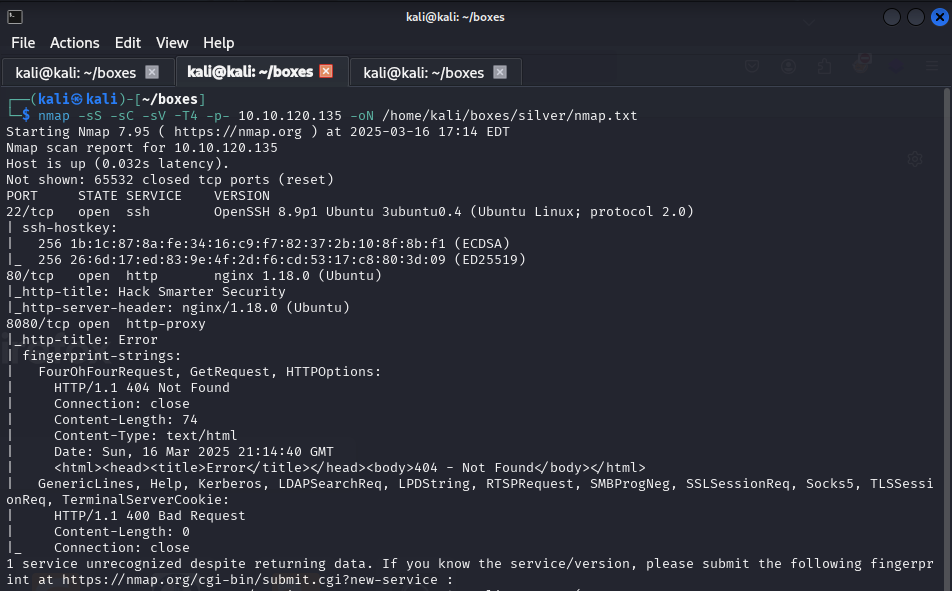 kali@kali: ~/boxes
File Actions Edit View Help
kali@kali: ~/boxes kali@kali: ~/boxes kali@kali: ~/boxes
┌──(kali㉿kali)-[~/boxes]
└─$ nmap -sS -sC -sV -T4 -p- 10.10.120.135 -oN /home/kali/boxes/silver/nmap.txt
Starting Nmap 7.95 ( https://nmap.org ) at 2025-03-16 17:14 EDT
Nmap scan report for 10.10.120.135
Host is up (0.032s latency).
Not shown: 65532 closed tcp ports (reset)
PORT     STATE SERVICE    VERSION
22/tcp   open  ssh        OpenSSH 8.9p1 Ubuntu 3ubuntu0.4 (Ubuntu Linux; protocol 2.0)
| ssh-hostkey:
|   256 1b:1c:87:8a:fe:34:16:c9:f7:82:37:2b:10:8f:8b:f1 (ECDSA)
|_  256 26:6d:17:ed:83:9e:4f:2d:f6:cd:53:17:c8:80:3d:09 (ED25519)
80/tcp   open  http       nginx 1.18.0 (Ubuntu)
|_http-title: Hack Smarter Security
|_http-server-header: nginx/1.18.0 (Ubuntu)
8080/tcp open  http-proxy
|_http-title: Error
| fingerprint-strings:
|   FourOhFourRequest, GetRequest, HTTPOptions:
|     HTTP/1.1 404 Not Found
|     Connection: close
|     Content-Length: 74
|     Content-Type: text/html
|     Date: Sun, 16 Mar 2025 21:14:40 GMT
|     <html><head><title>Error</title></head><body>404 - Not Found</body></html>
|   GenericLines, Help, Kerberos, LDAPSearchReq, LPDString, RTSPRequest, SMBProgNeg, SSLSessionReq, Socks5, TLSSessi
onReq, TerminalServerCookie:
|     HTTP/1.1 400 Bad Request
|     Content-Length: 0
|_    Connection: close
1 service unrecognized despite returning data. If you know the service/version, please submit the following fingerpr
int at https://nmap.org/cgi-bin/submit.cgi?new-service :